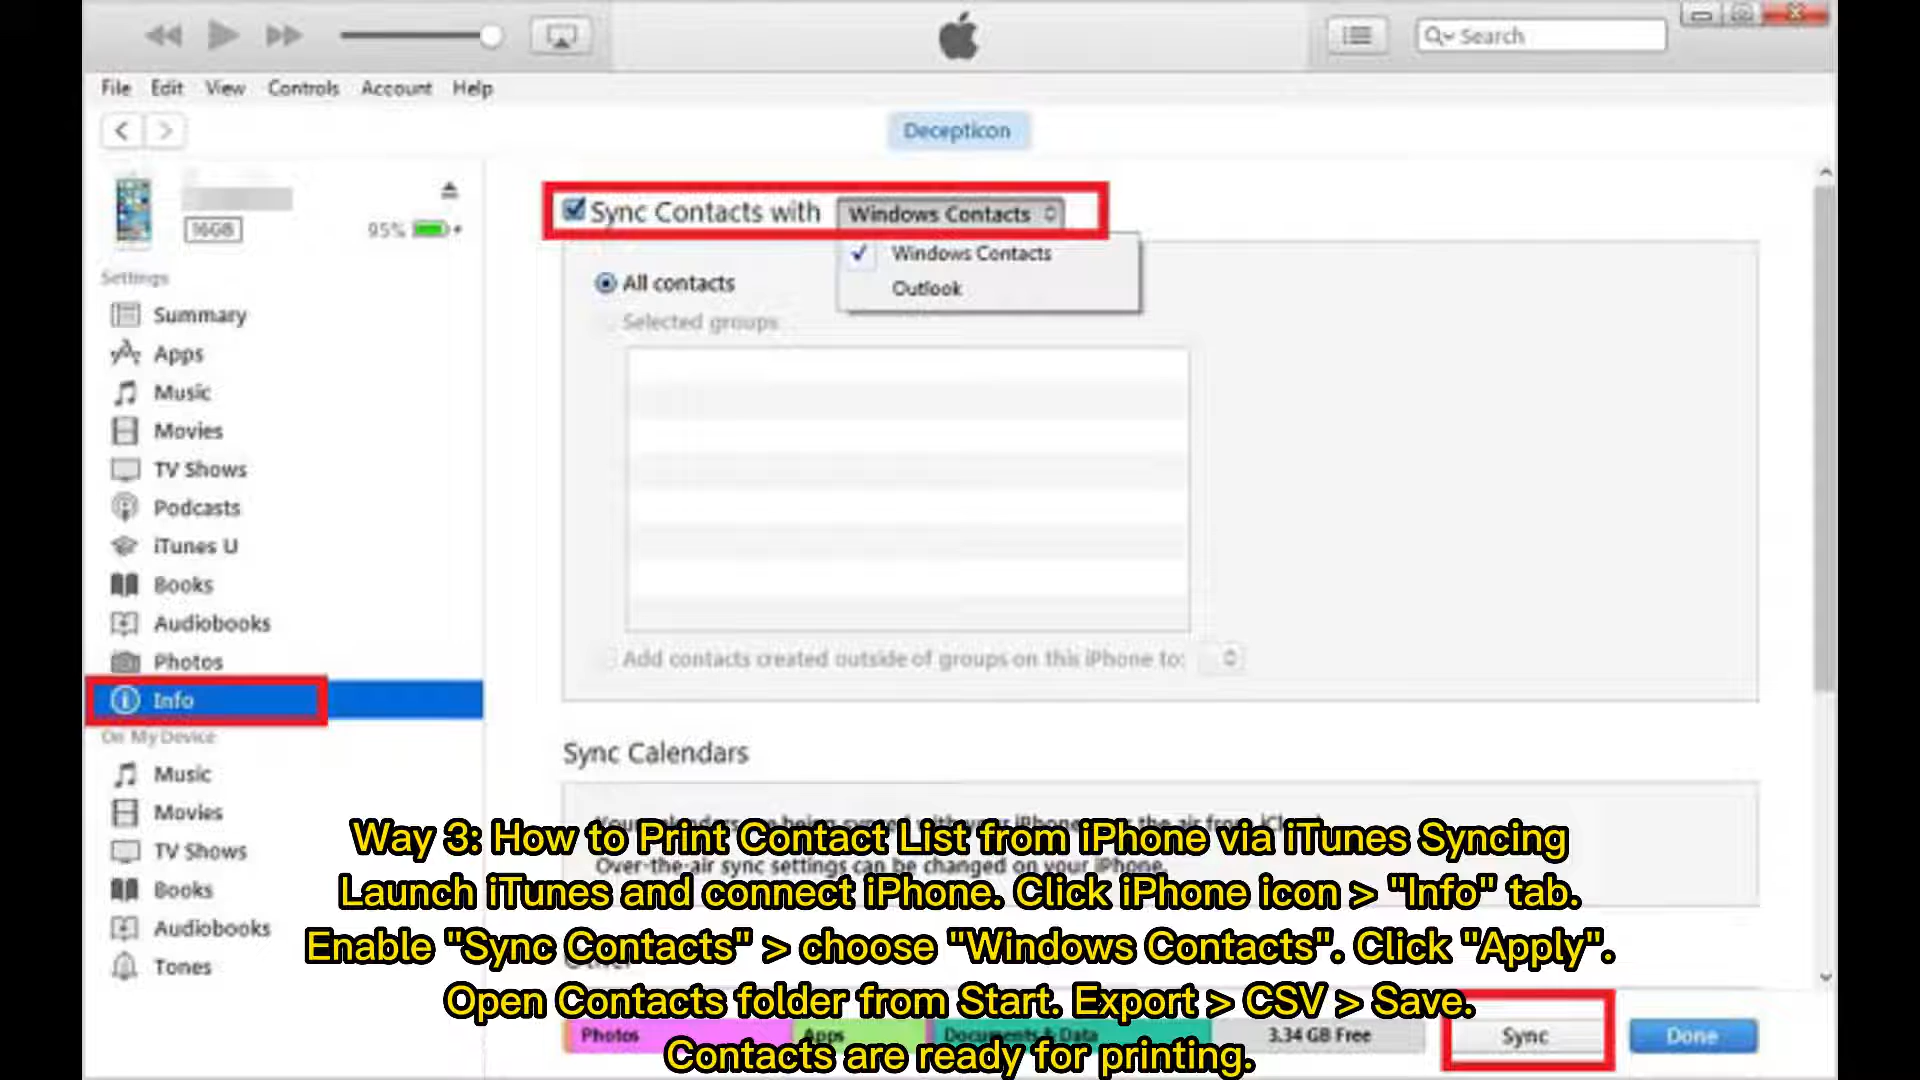 Search
File Edit View Controls Account Help
Decepticon
16GB
95%
Sync Contacts with Windows Contacts
Windows Contacts
Outlook
All contacts
Selected groups
Settings
Summary
Apps
Music
Movies
TV Shows
Podcasts
iTunes U
Books
Audiobooks
Photos
Info
Add contacts created outside of groups on this iPhone to:
On My Device
Music
Movies
TV Shows
Books
Audiobooks
Tones
Sync Calendars
Over-the-air sync settings can be changed on your iPhone.
Way 3: How to Print Contact List from iPhone via iTunes Syncing
Launch iTunes and connect iPhone. Click iPhone icon > "Info" tab.
Enable "Sync Contacts" > choose "Windows Contacts". Click "Apply".
Open Contacts folder from Start. Export > CSV > Save.
Contacts are ready for printing.
Photos Apps Documents & Data 3.34 GB Free Sync Done